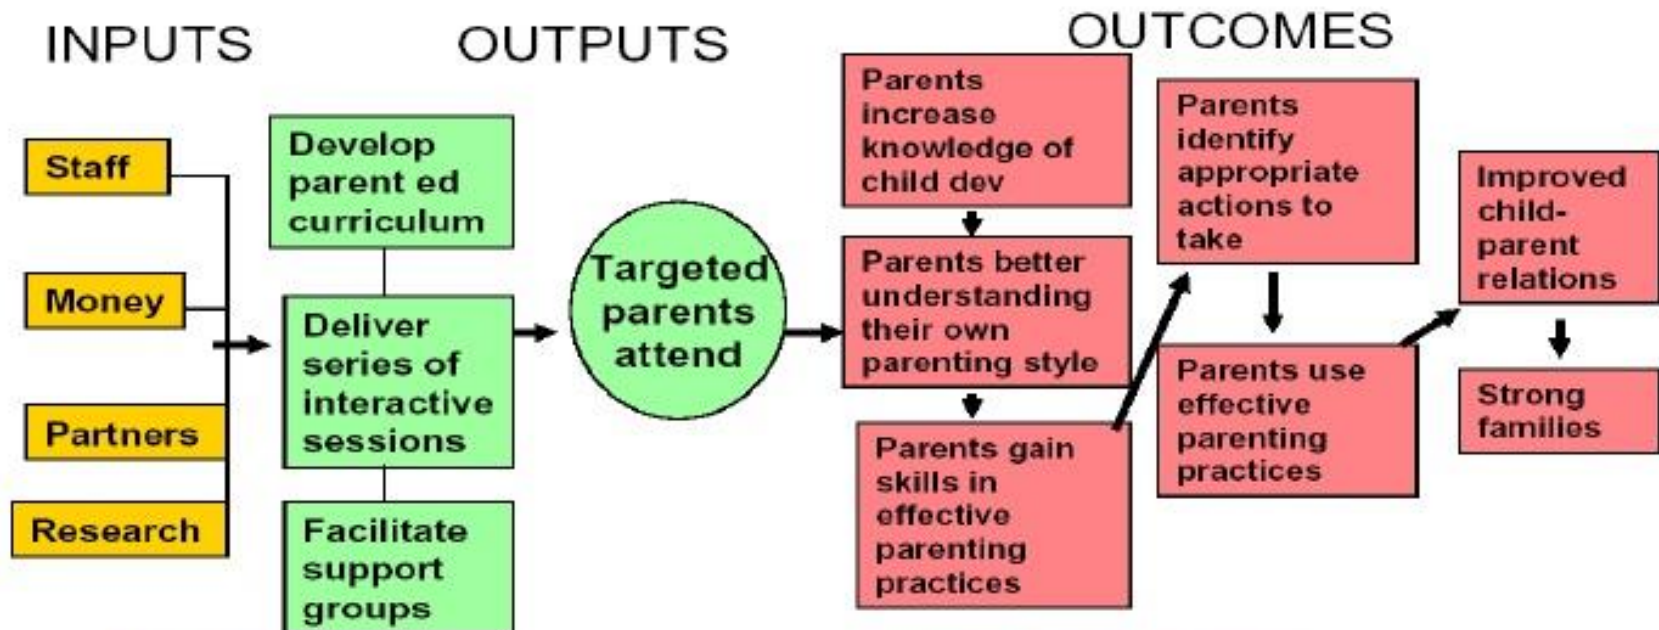 INPUTS
OUTPUTS
OUTCOMES
Staff
Money
Partners
Research
Develop
parent ed
curriculum
Deliver
series of
interactive
sessions
Facilitate
support
groups
Targeted
parents
attend
Parents
increase
knowledge of
child dev
Parents better
understanding
their own
parenting style
Parents gain
skills in
effective
parenting
practices
Parents
identify
appropriate
actions to
take
Parents use
effective
parenting
practices
Improved
child-
parent
relations
Strong
families